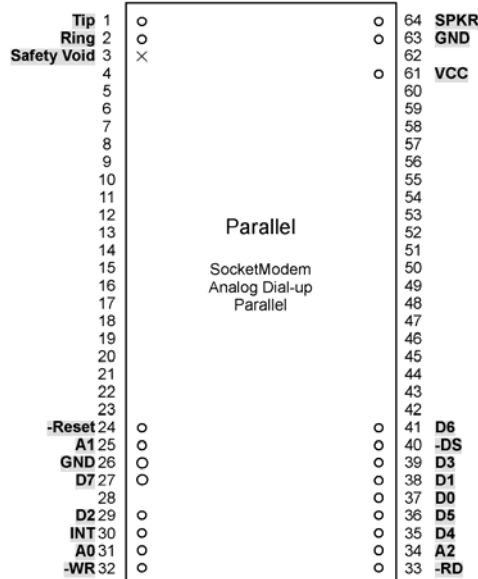 Tip 1 64 SPKR
Ring 2 63 GND
Safety Void 3 62
4 61 VCC
5 60
6 59
7 58
8 57
9 56
10 55
11 54
12 53
13 52
14 51
15 50
16 49
17 48
18 47
19 46
20 45
21 44
22 43
23 42
Parallel
SocketModem
Analog Dial-up
Parallel
-Reset 24 41 D6
A1 25 40 -DS
GND 26 39 D3
D7 27 38 D1
28 37 D0
D2 29 36 D5
INT 30 35 D4
A0 31 34 A2
-WR 32 33 -RD